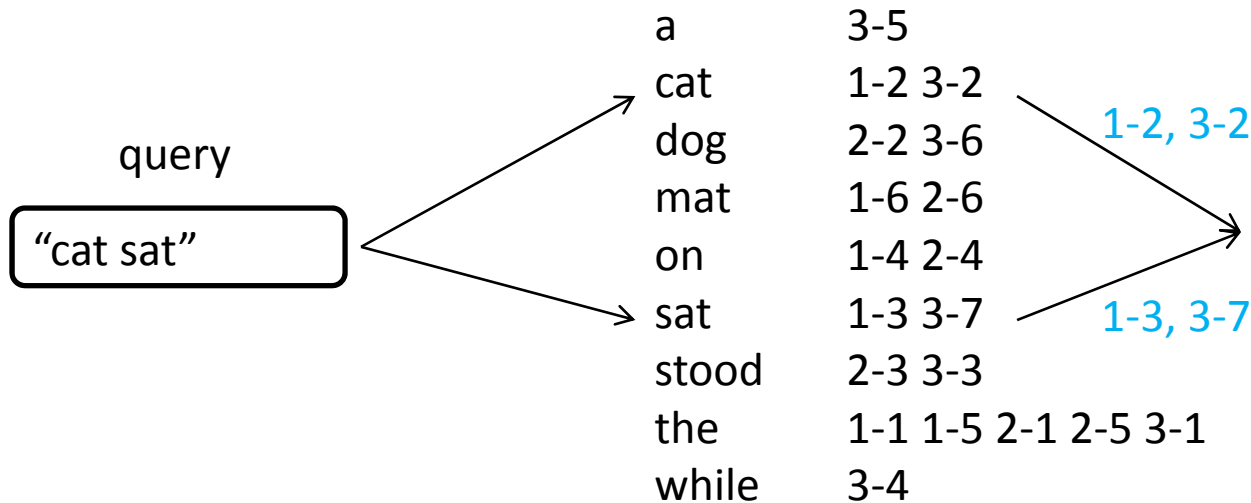 query
“cat sat”
a 3-5
cat 1-2 3-2
dog 2-2 3-6
mat 1-6 2-6
on 1-4 2-4
sat 1-3 3-7
stood 2-3 3-3
the 1-1 1-5 2-1 2-5 3-1
while 3-4
1-2, 3-2
1-3, 3-7